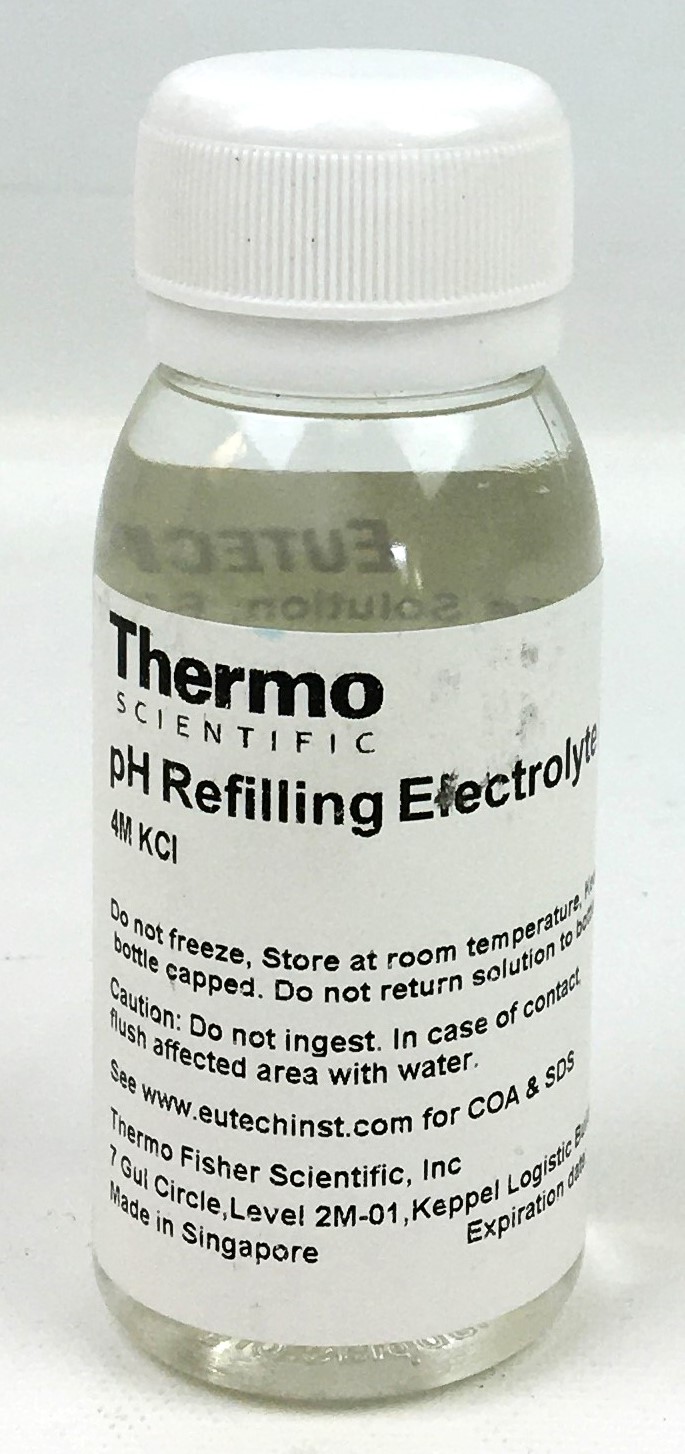 EUTECH
Solution
Thermo
SCIENTIFIC
pH Refilling Electrolyte
4M KCl
Do not freeze, Store at room temperature,
bottle capped. Do not return solution to
Caution: Do not ingest. In case of contact,
flush affected area with water.
See www.eutechinst.com for COA & SDS
Thermo Fisher Scientific, Inc
7 Gul Circle,Level 2M-01,Keppel Logistic
Made in Singapore
Expiration date